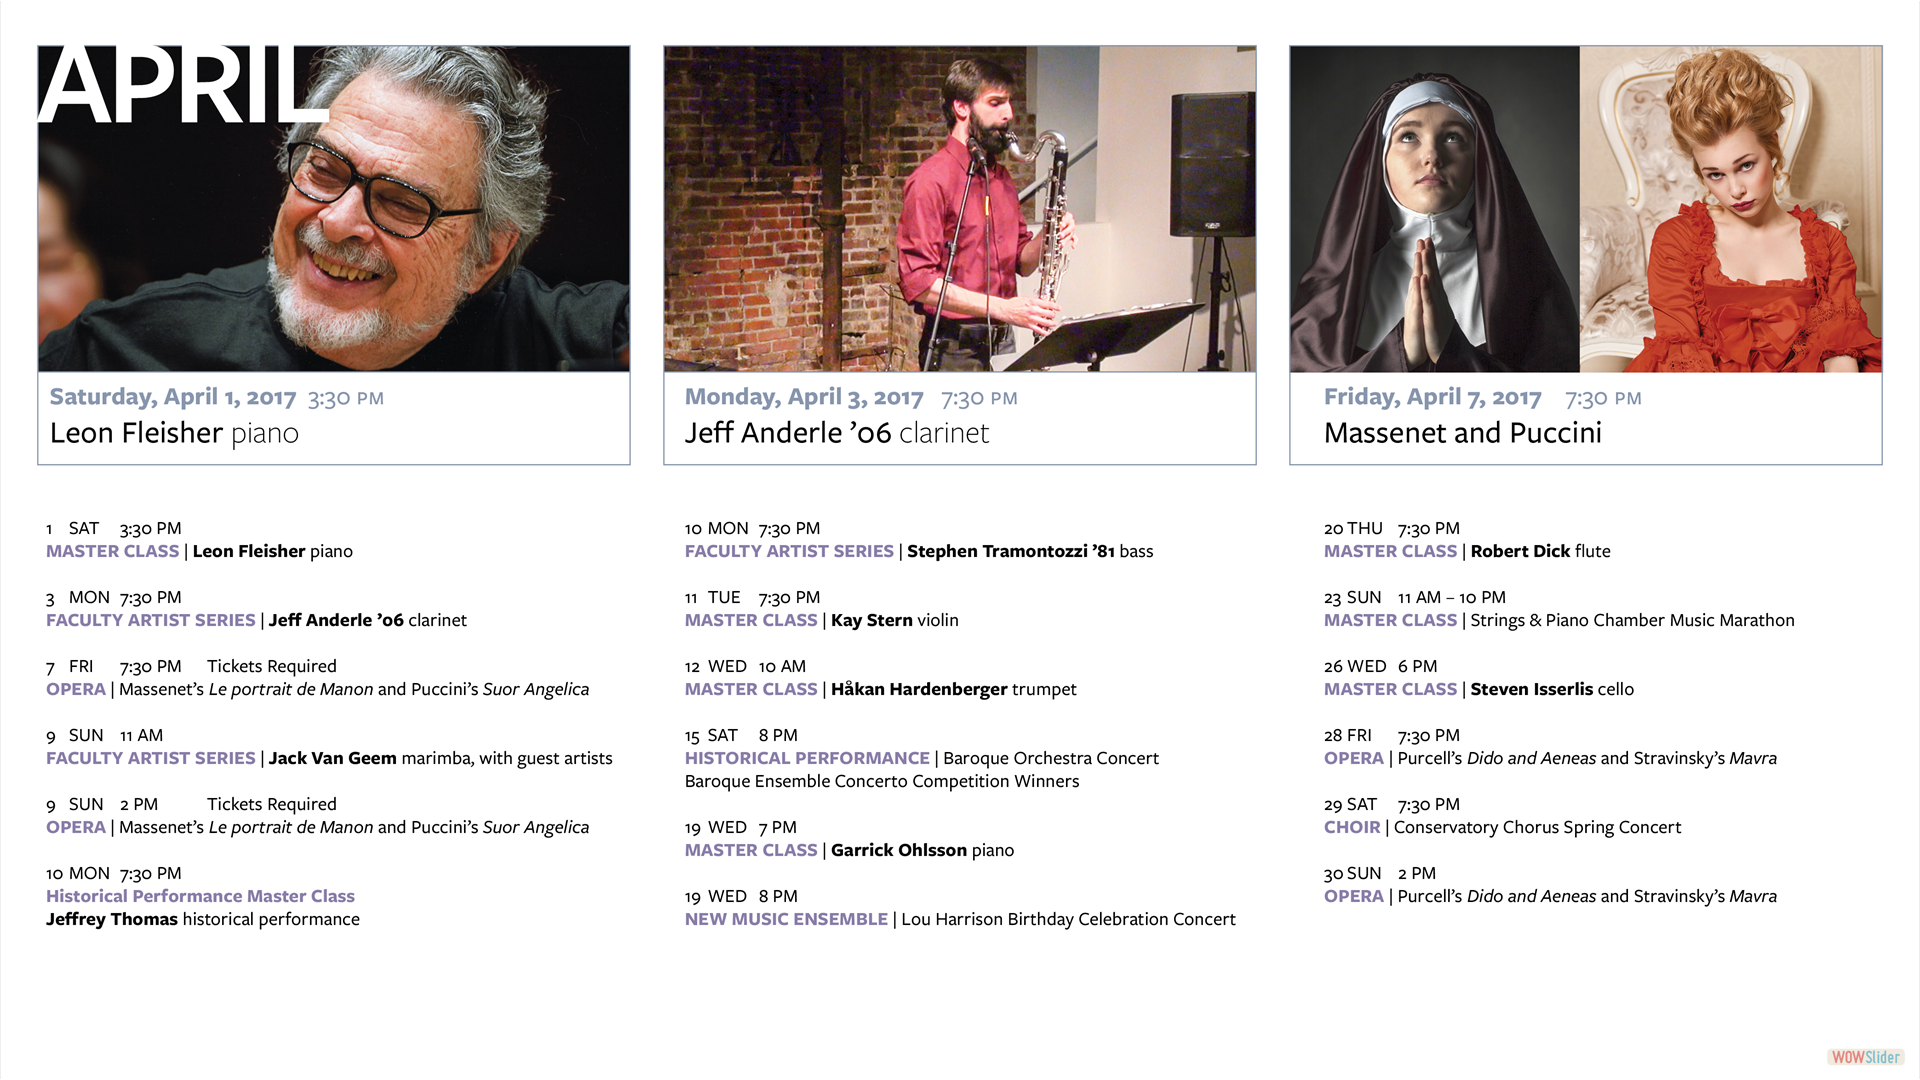 APRIL
Saturday, April 1, 2017 3:30 PM
Leon Fleisher piano
Monday, April 3, 2017 7:30 PM
Jeff Anderle ’06 clarinet
Friday, April 7, 2017 7:30 PM
Massenet and Puccini
1 SAT 3:30 PM
MASTER CLASS | Leon Fleisher piano
3 MON 7:30 PM
FACULTY ARTIST SERIES | Jeff Anderle ’06 clarinet
7 FRI 7:30 PM Tickets Required
OPERA | Massenet’s Le portrait de Manon and Puccini’s Suor Angelica
9 SUN 11 AM
FACULTY ARTIST SERIES | Jack Van Geem marimba, with guest artists
9 SUN 2 PM Tickets Required
OPERA | Massenet’s Le portrait de Manon and Puccini’s Suor Angelica
10 MON 7:30 PM
Historical Performance Master Class
Jeffrey Thomas historical performance
10 MON 7:30 PM
FACULTY ARTIST SERIES | Stephen Tramontozzi ’81 bass
11 TUE 7:30 PM
MASTER CLASS | Kay Stern violin
12 WED 10 AM
MASTER CLASS | Håkan Hardenberger trumpet
15 SAT 8 PM
HISTORICAL PERFORMANCE | Baroque Orchestra Concert
Baroque Ensemble Concerto Competition Winners
19 WED 7 PM
MASTER CLASS | Garrick Ohlsson piano
19 WED 8 PM
NEW MUSIC ENSEMBLE | Lou Harrison Birthday Celebration Concert
20 THU 7:30 PM
MASTER CLASS | Robert Dick flute
23 SUN 11 AM – 10 PM
MASTER CLASS | Strings & Piano Chamber Music Marathon
26 WED 6 PM
MASTER CLASS | Steven Isserlis cello
28 FRI 7:30 PM
OPERA | Purcell’s Dido and Aeneas and Stravinsky’s Mavra
29 SAT 7:30 PM
CHOIR | Conservatory Chorus Spring Concert
30 SUN 2 PM
OPERA | Purcell’s Dido and Aeneas and Stravinsky’s Mavra
WOWSlider